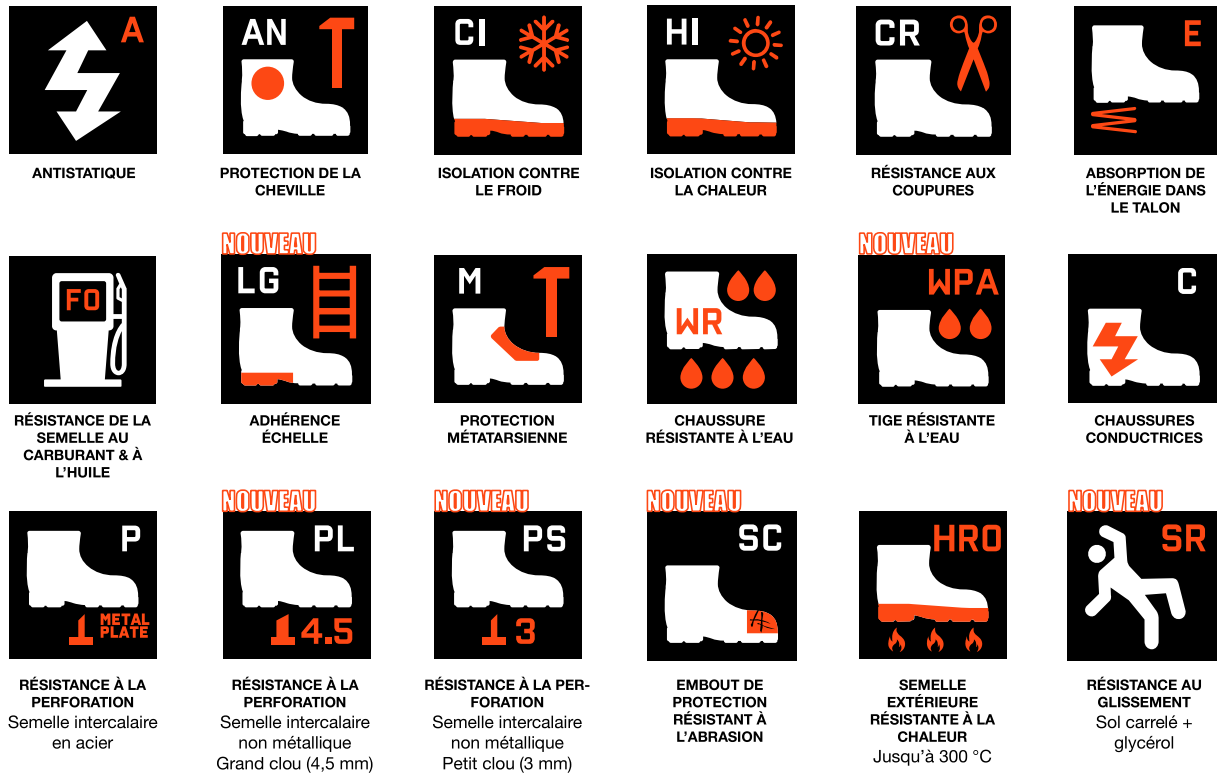 A
ANTISTATIQUE
AN
PROTECTION DE LA
CHEVILLE
CI
ISOLATION CONTRE
LE FROID
HI
ISOLATION CONTRE
LA CHALEUR
CR
RÉSISTANCE AUX
COUPURES
E
ABSORPTION DE
L'ÉNERGIE DANS
LE TALON
FO
RÉSISTANCE DE LA
SEMELLE AU
CARBURANT & À
L'HUILE
NOUVEAU
LG
ADHÉRENCE
ÉCHELLE
M
PROTECTION
MÉTATARSIENNE
WR
CHAUSSURE
RÉSISTANTE À L'EAU
NOUVEAU
WPA
TIGE RÉSISTANTE
À L'EAU
C
CHAUSSURES
CONDUCTRICES
P
METAL
PLATE
RÉSISTANCE À LA
PERFORATION
Semelle intercalaire
en acier
NOUVEAU
PL
4.5
RÉSISTANCE À LA
PERFORATION
Semelle intercalaire
non métallique
Grand clou (4,5 mm)
NOUVEAU
PS
3
RÉSISTANCE À LA PER-
FORATION
Semelle intercalaire
non métallique
Petit clou (3 mm)
NOUVEAU
SC
EMBOUT DE
PROTECTION
RÉSISTANT À
L'ABRASION
HRO
SEMELLE
EXTÉRIEURE
RÉSISTANTE À LA
CHALEUR
Jusqu'à 300 °C
NOUVEAU
SR
RÉSISTANCE AU
GLISSEMENT
Sol carrelé +
glycérol